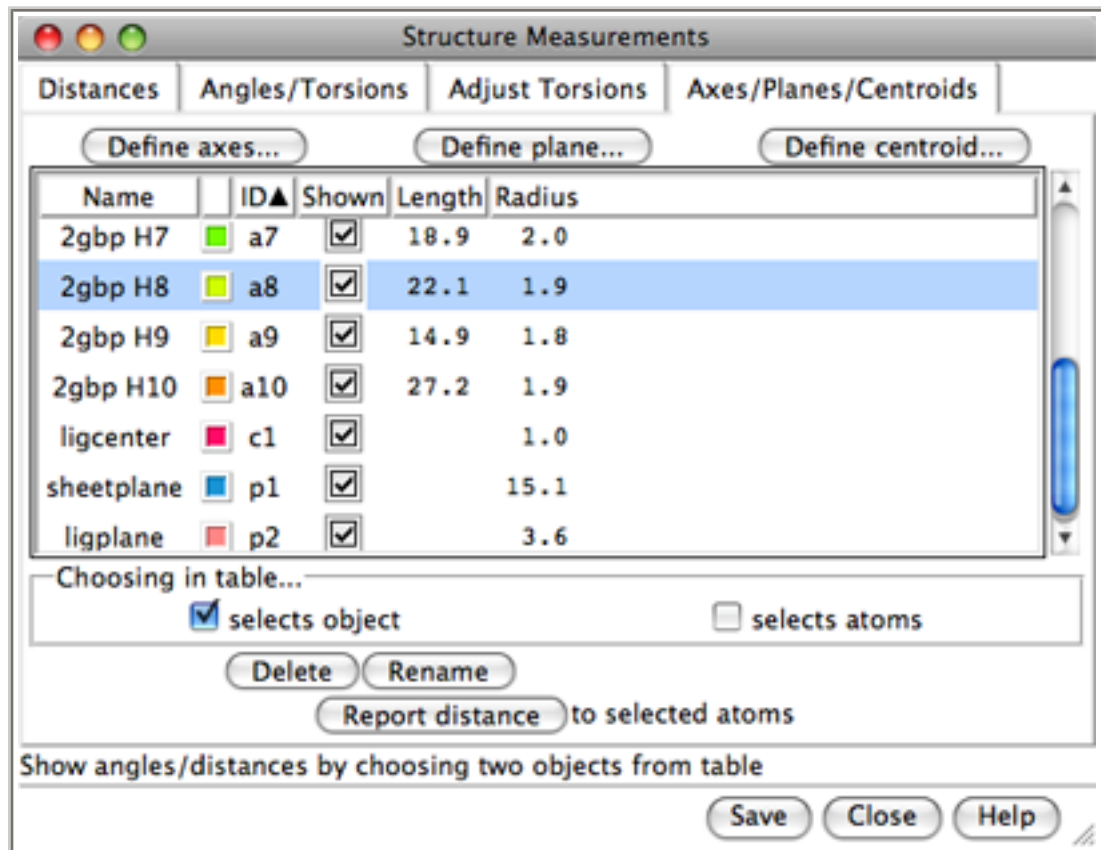 Structure Measurements
Distances Angles/Torsions Adjust Torsions Axes/Planes/Centroids
Define axes... Define plane... Define centroid...
Name ID▲ Shown Length Radius
2gbp H7 a7 18.9 2.0
2gbp H8 a8 22.1 1.9
2gbp H9 a9 14.9 1.8
2gbp H10 a10 27.2 1.9
ligcenter c1 1.0
sheetplane p1 15.1
ligplane p2 3.6
Choosing in table...
selects object selects atoms
Delete Rename
Report distance to selected atoms
Show angles/distances by choosing two objects from table
Save Close Help